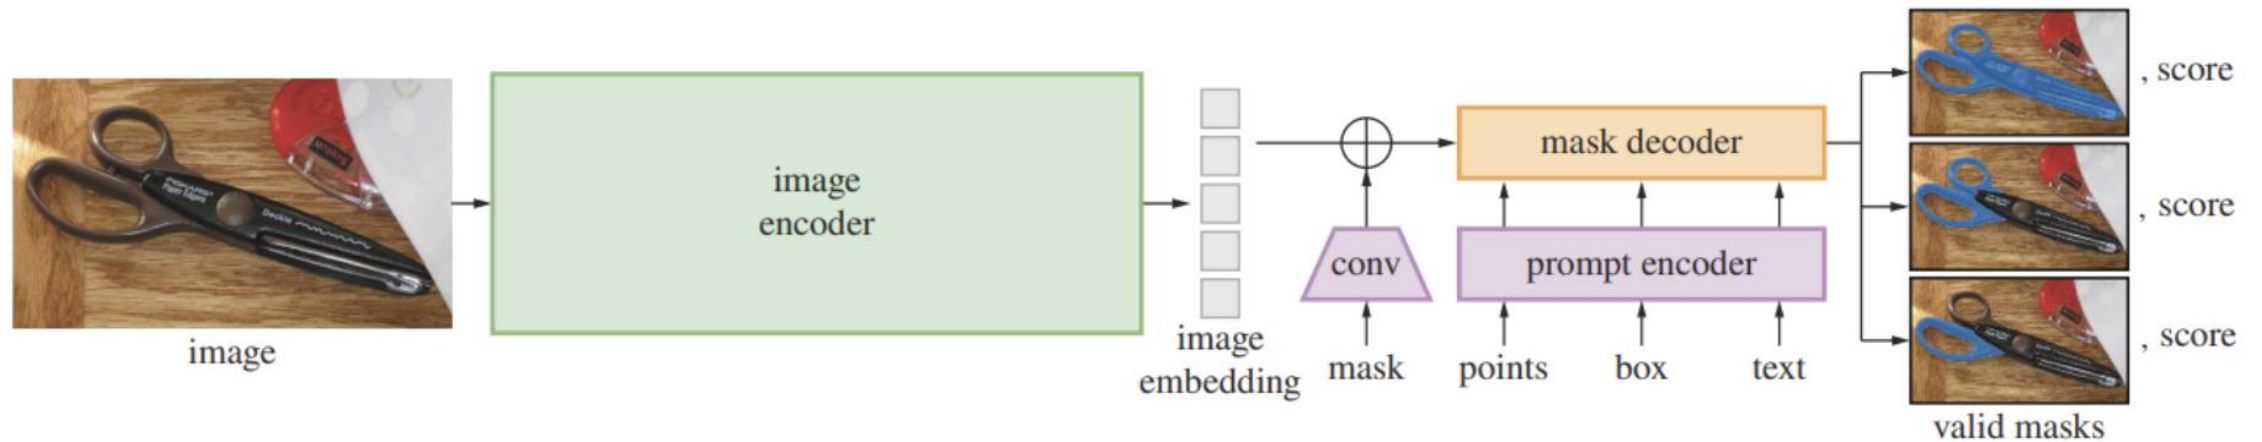 image
image
encoder
image
embedding
conv
mask
mask decoder
prompt encoder
points
box
text
, score
, score
, score
valid masks